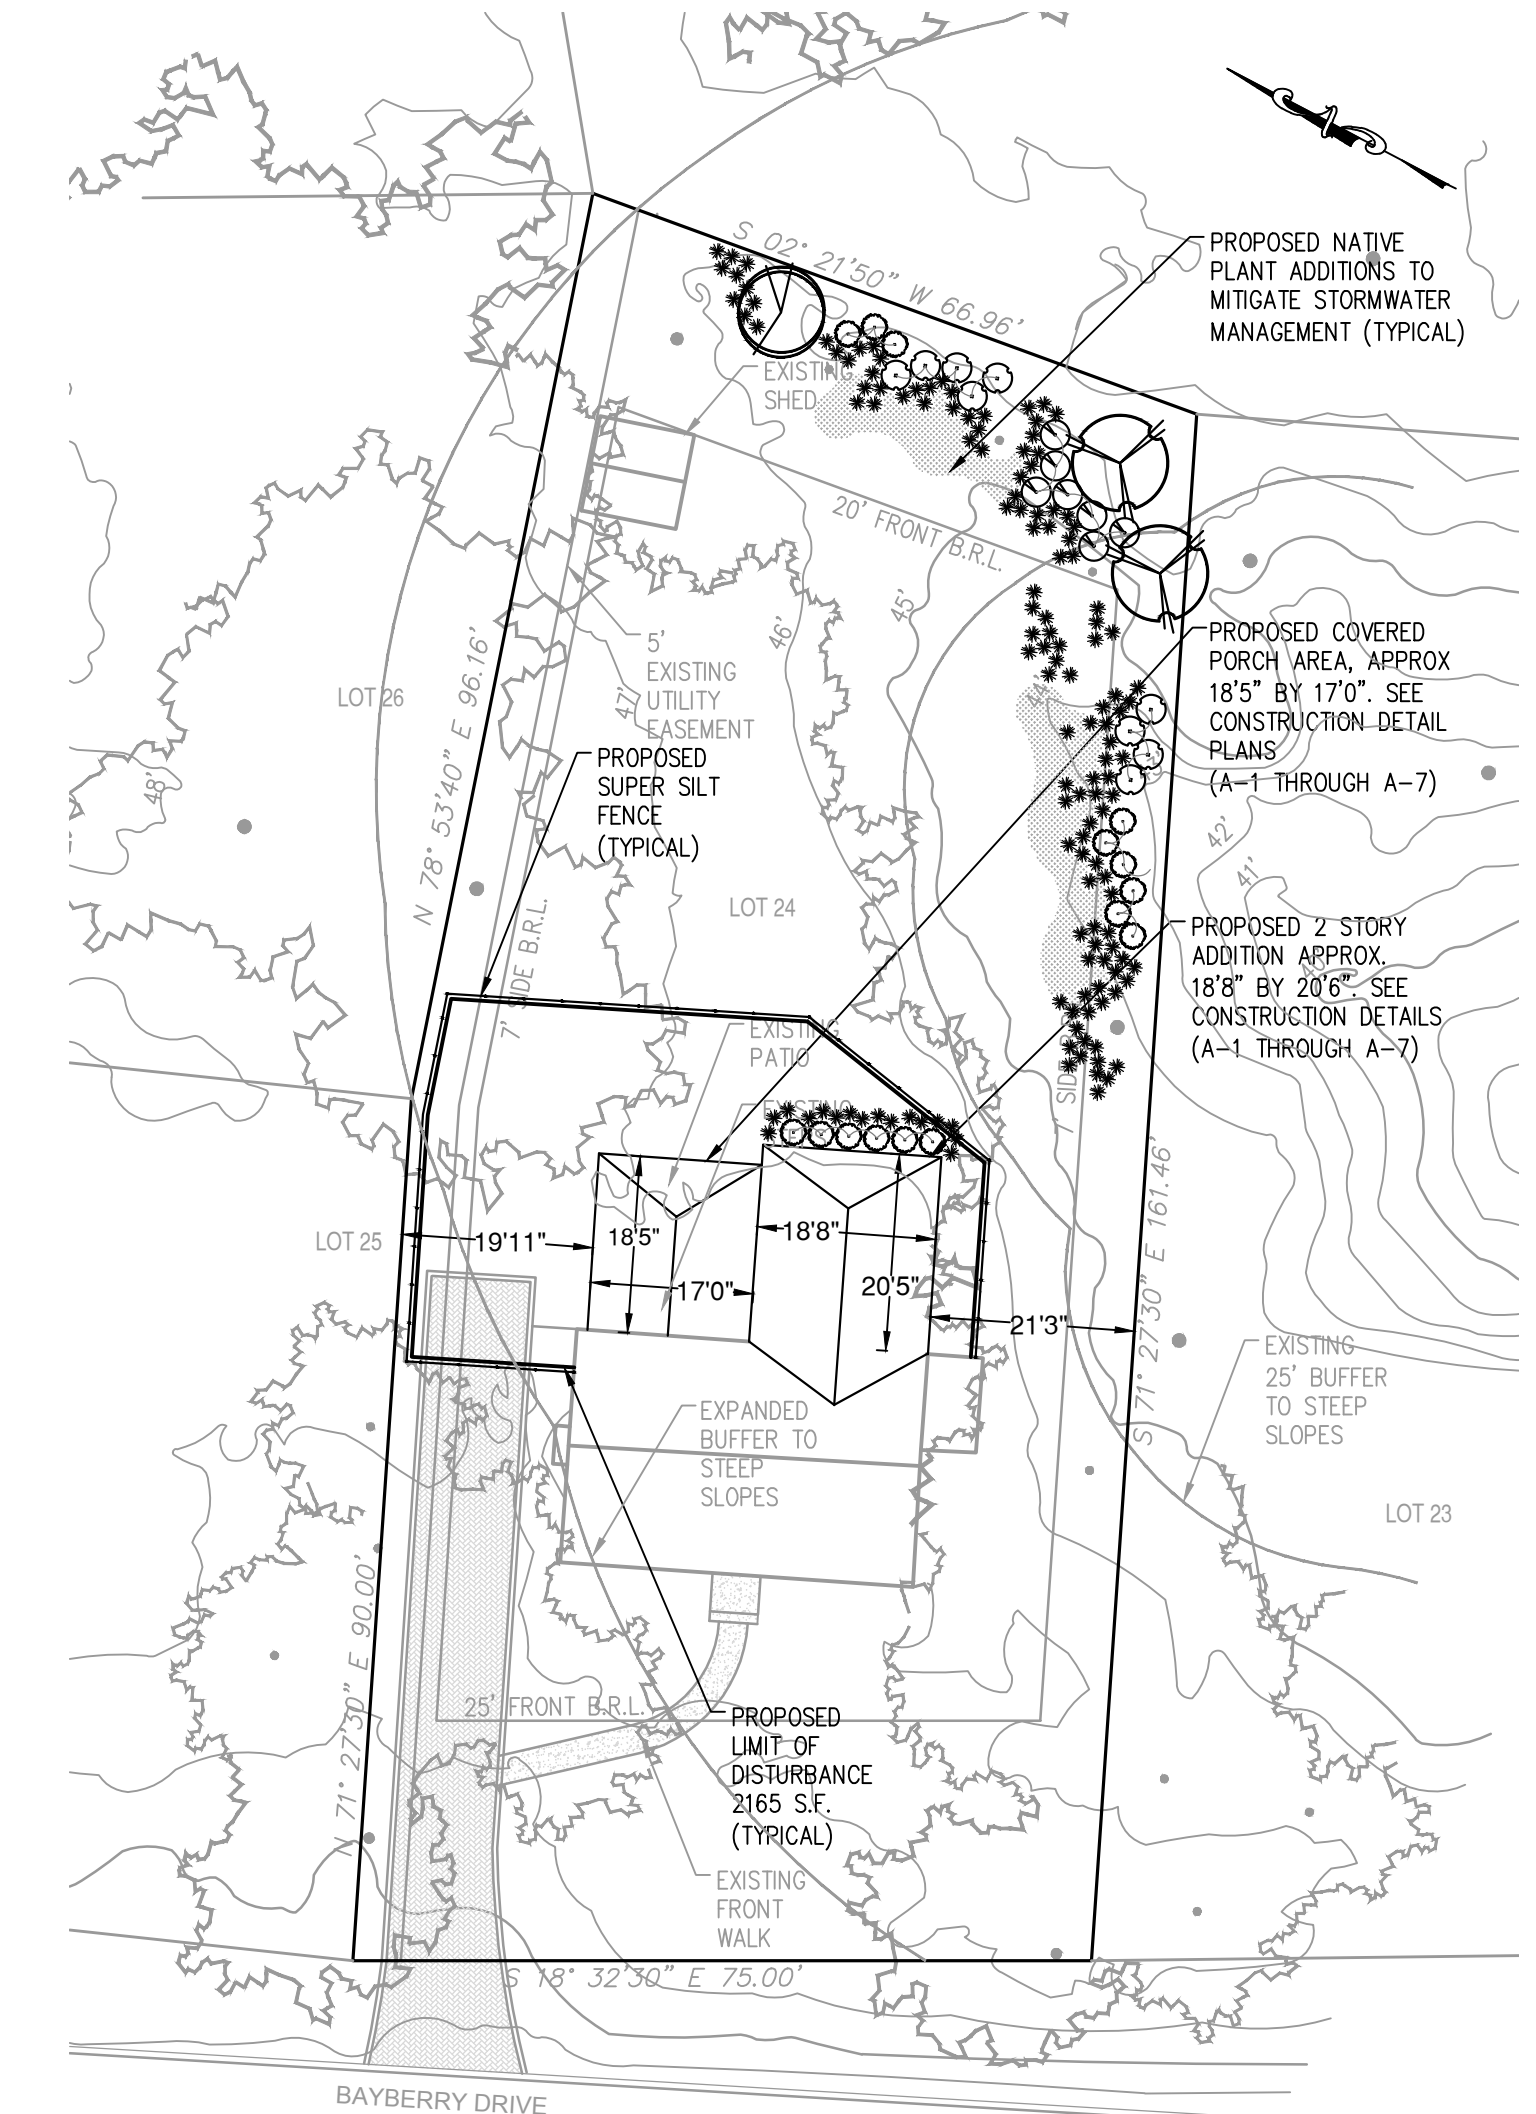 S 02° 21'50" W 66.96'
PROPOSED NATIVE
PLANT ADDITIONS TO
MITIGATE STORMWATER
MANAGEMENT (TYPICAL)
EXISTING
SHED
20' FRONT B.R.L.
45'
46'
47'
44'
48'
42'
41'
40'
5'
EXISTING
UTILITY
EASEMENT
LOT 26
PROPOSED COVERED
PORCH AREA, APPROX
18'5" BY 17'0". SEE
CONSTRUCTION DETAIL
PLANS
(A-1 THROUGH A-7)
N 78° 53'40" E 96.16'
PROPOSED
SUPER SILT
FENCE
(TYPICAL)
LOT 24
7' SIDE B.R.L.
PROPOSED 2 STORY
ADDITION APPROX.
18'8" BY 20'6". SEE
CONSTRUCTION DETAILS
(A-1 THROUGH A-7)
EXISTING
PATIO
EXISTING
7' SIDE
LOT 25
19'11"
18'5"
17'0"
18'8"
20'5"
21'3"
S 71° 27'30" E 161.46'
EXISTING
25' BUFFER
TO STEEP
SLOPES
EXPANDED
BUFFER TO
STEEP
SLOPES
LOT 23
N 71° 27'30" E 90.00'
25' FRONT B.R.L.
PROPOSED
LIMIT OF
DISTURBANCE
2165 S.F.
(TYPICAL)
EXISTING
FRONT
WALK
S 18° 32'30" E 75.00'
BAYBERRY DRIVE